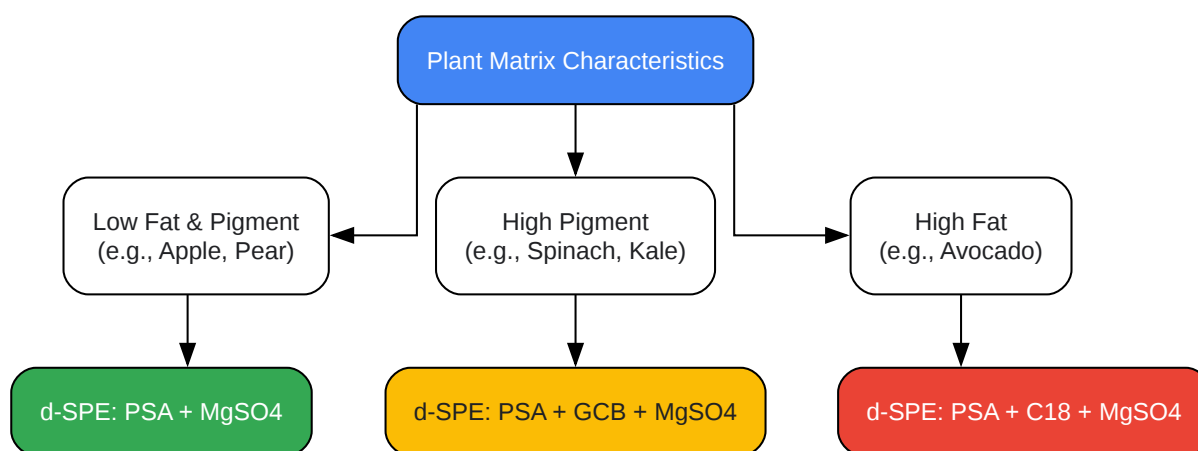 Plant Matrix Characteristics
Low Fat & Pigment
(e.g., Apple, Pear)
High Pigment
(e.g., Spinach, Kale)
High Fat
(e.g., Avocado)
d-SPE: PSA + MgSO4
d-SPE: PSA + GCB + MgSO4
d-SPE: PSA + C18 + MgSO4